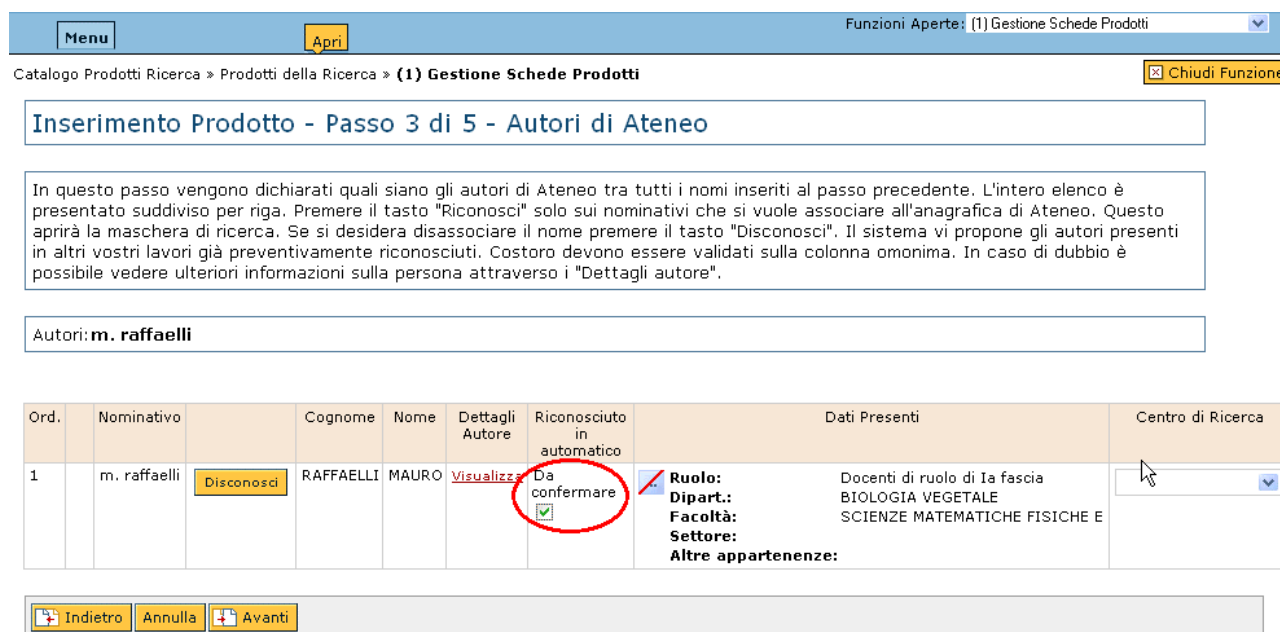 Menu
Apri
Funzioni Aperte: (1) Gestione Schede Prodotti
Catalogo Prodotti Ricerca » Prodotti della Ricerca » (1) Gestione Schede Prodotti
Chiudi Funzione
Inserimento Prodotto - Passo 3 di 5 - Autori di Ateneo
In questo passo vengono dichiarati quali siano gli autori di Ateneo tra tutti i nomi inseriti al passo precedente. L'intero elenco è
presentato suddiviso per riga. Premere il tasto "Riconosci" solo sui nominativi che si vuole associare all'anagrafica di Ateneo. Questo
aprirà la maschera di ricerca. Se si desidera disassociare il nome premere il tasto "Disconosci". Il sistema vi propone gli autori presenti
in altri vostri lavori già preventivamente riconosciuti. Costoro devono essere validati sulla colonna omonima. In caso di dubbio è
possibile vedere ulteriori informazioni sulla persona attraverso i "Dettagli autore".
Autori: m. raffaelli
Ord. Nominativo Cognome Nome Dettagli Autore Riconosciuto in automatico Dati Presenti Centro di Ricerca
1 m. raffaelli Disconosci RAFFAELLI MAURO Visualizza Da confermare
Ruolo: Docenti di ruolo di Ia fascia
Dipart.: BIOLOGIA VEGETALE
Facoltà: SCIENZE MATEMATICHE FISICHE E
Settore:
Altre appartenenze:
Indietro Annulla Avanti